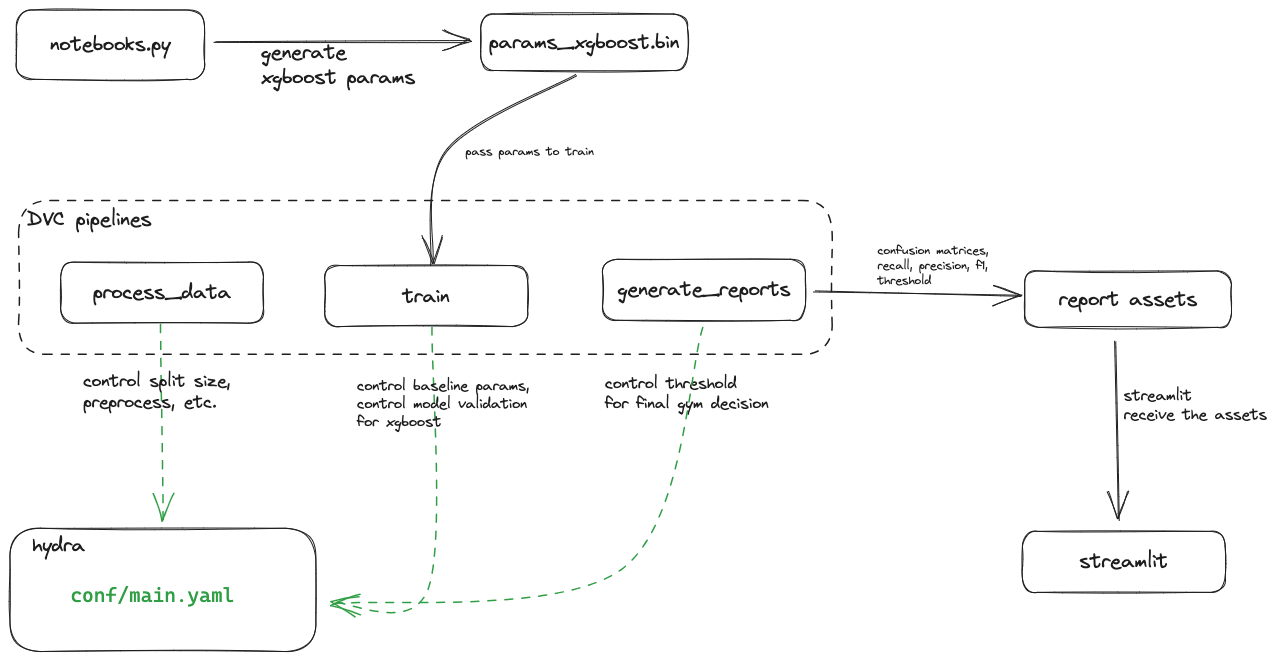 notebooks.py
generate
xgboost params
params_xgboost.bin
pass params to train
DVC pipelines
process_data
train
generate_reports
confusion matrices,
recall, precision, f1,
threshold
report assets
control split size,
preprocess, etc.
control baseline params,
control model validation
for xgboost
control threshold
for final gym decision
streamlit
receive the assets
hydra
conf/main.yaml
streamlit